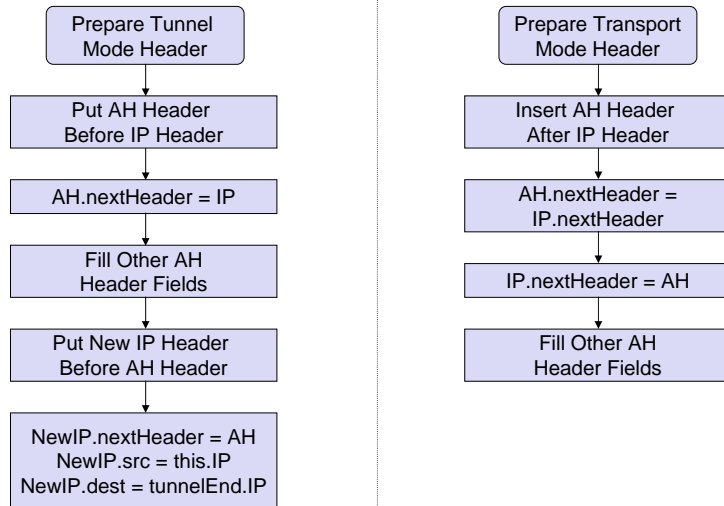 Prepare Tunnel
Mode Header
Put AH Header
Before IP Header
AH.nextHeader = IP
Fill Other AH
Header Fields
Put New IP Header
Before AH Header
NewIP.nextHeader = AH
NewIP.src = this.IP
NewIP.dest = tunnelEnd.IP
Prepare Transport
Mode Header
Insert AH Header
After IP Header
AH.nextHeader =
IP.nextHeader
IP.nextHeader = AH
Fill Other AH
Header Fields